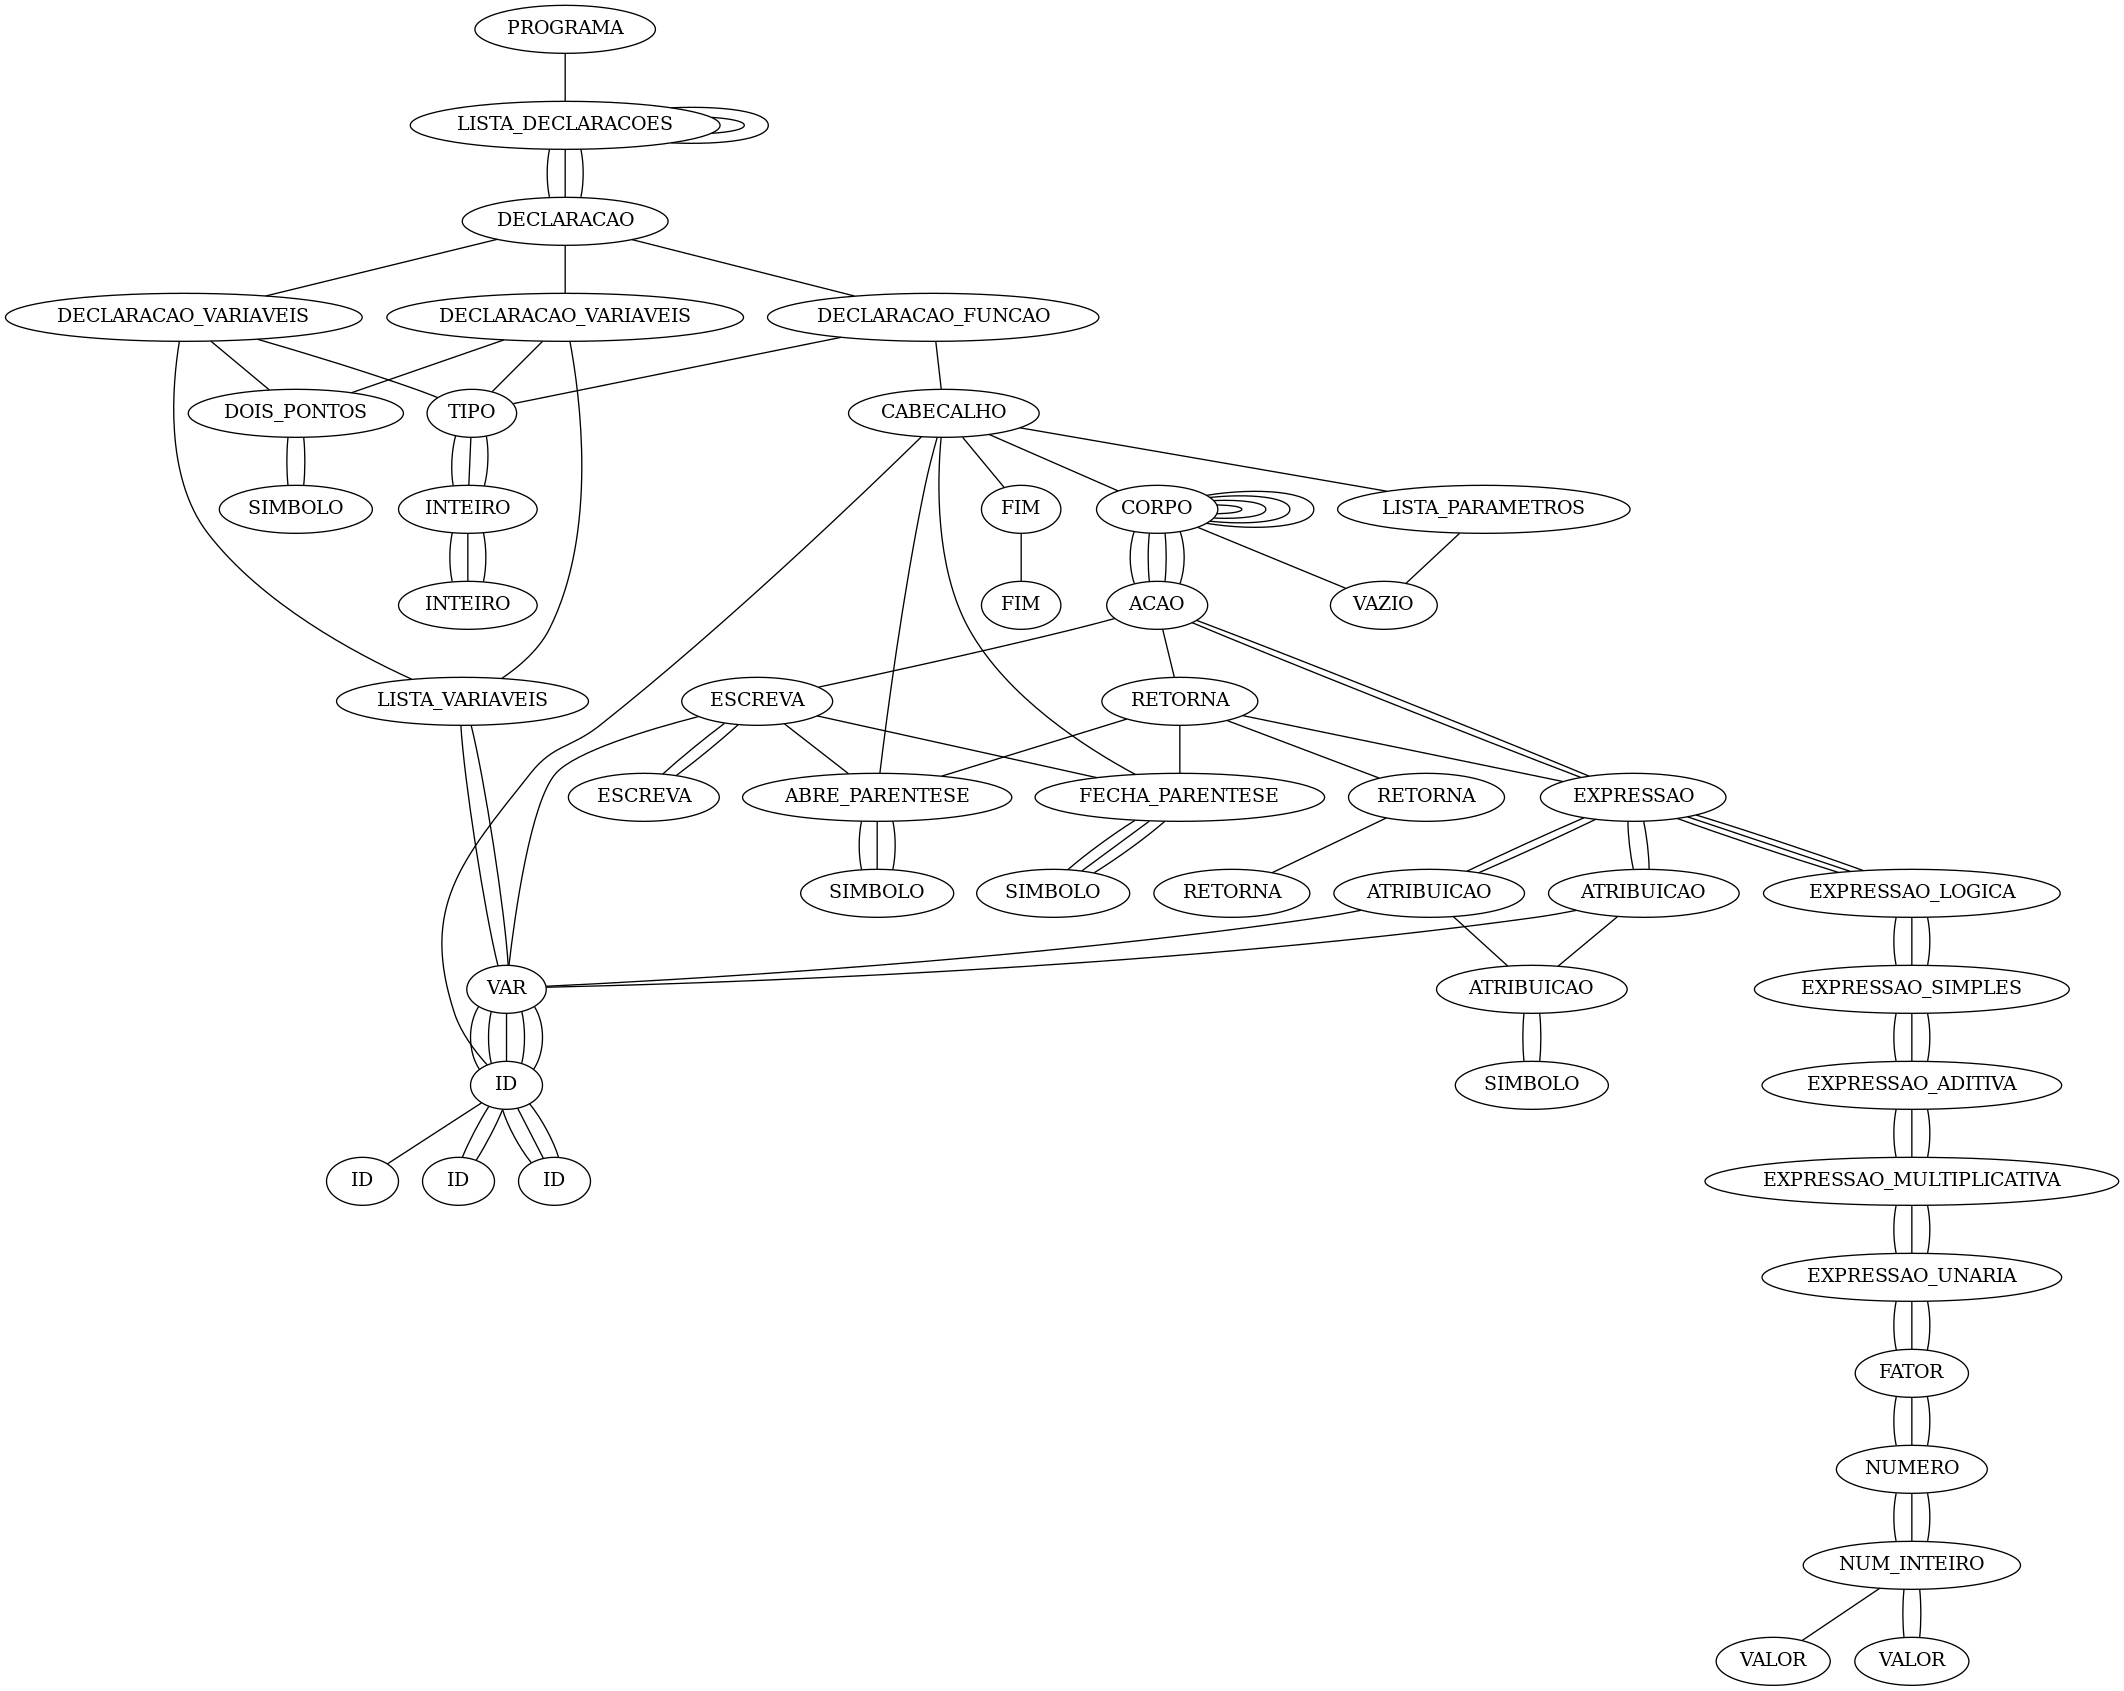 PROGRAMA
LISTA_DECLARACOES
DECLARACAO
DECLARACAO_VARIAVEIS
DECLARACAO_VARIAVEIS
DECLARACAO_FUNCAO
DOIS_PONTOS
TIPO
CABECALHO
SIMBOLO
INTEIRO
FIM
CORPO
LISTA_PARAMETROS
INTEIRO
FIM
ACAO
VAZIO
LISTA_VARIAVEIS
ESCREVA
RETORNA
ESCREVA
ABRE_PARENTESE
FECHA_PARENTESE
RETORNA
EXPRESSAO
SIMBOLO
SIMBOLO
RETORNA
ATRIBUICAO
ATRIBUICAO
EXPRESSAO_LOGICA
VAR
ATRIBUICAO
EXPRESSAO_SIMPLES
ID
SIMBOLO
EXPRESSAO_ADITIVA
ID
ID
ID
EXPRESSAO_MULTIPLICATIVA
EXPRESSAO_UNARIA
FATOR
NUMERO
NUM_INTEIRO
VALOR
VALOR